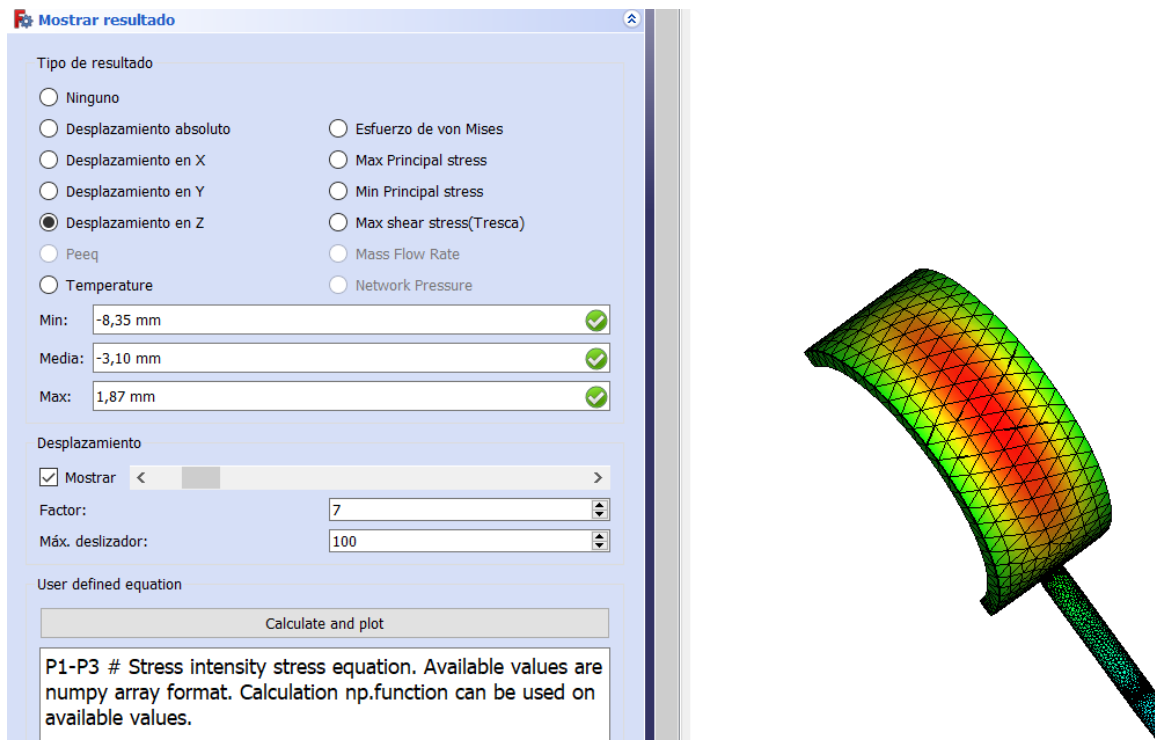 Mostrar resultado
Tipo de resultado
Ninguno
Desplazamiento absoluto
Esfuerzo de von Mises
Desplazamiento en X
Max Principal stress
Desplazamiento en Y
Min Principal stress
Desplazamiento en Z
Max shear stress(Tresca)
Peeq
Mass Flow Rate
Temperature
Network Pressure
Min: -8,35 mm
Media: -3,10 mm
Max: 1,87 mm
Desplazamiento
Mostrar
Factor: 7
Máx. deslizador: 100
User defined equation
Calculate and plot
P1-P3 # Stress intensity stress equation. Available values are
numpy array format. Calculation np.function can be used on
available values.